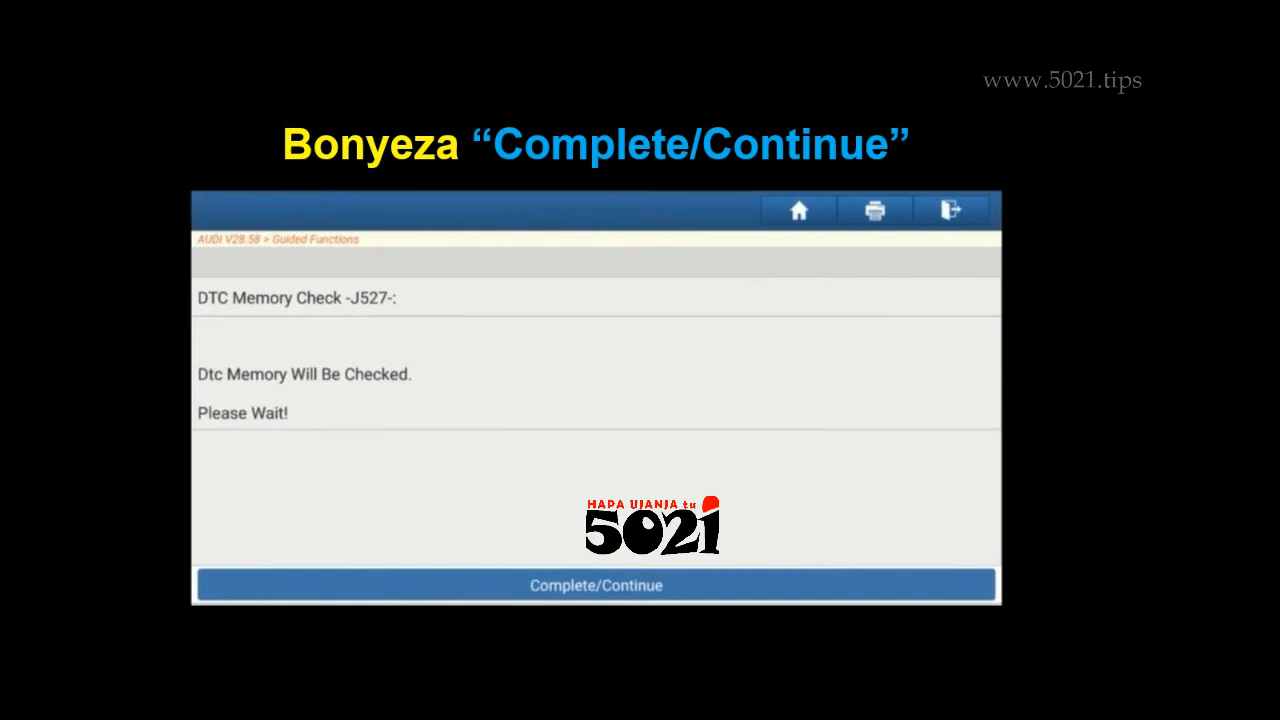 www.5021.tips
Bonyeza “Complete/Continue”
AUDI V28.58 > Guided Functions
DTC Memory Check -J527-:
Dtc Memory Will Be Checked.
Please Wait!
HAPA UJANJA tu
5021
Complete/Continue